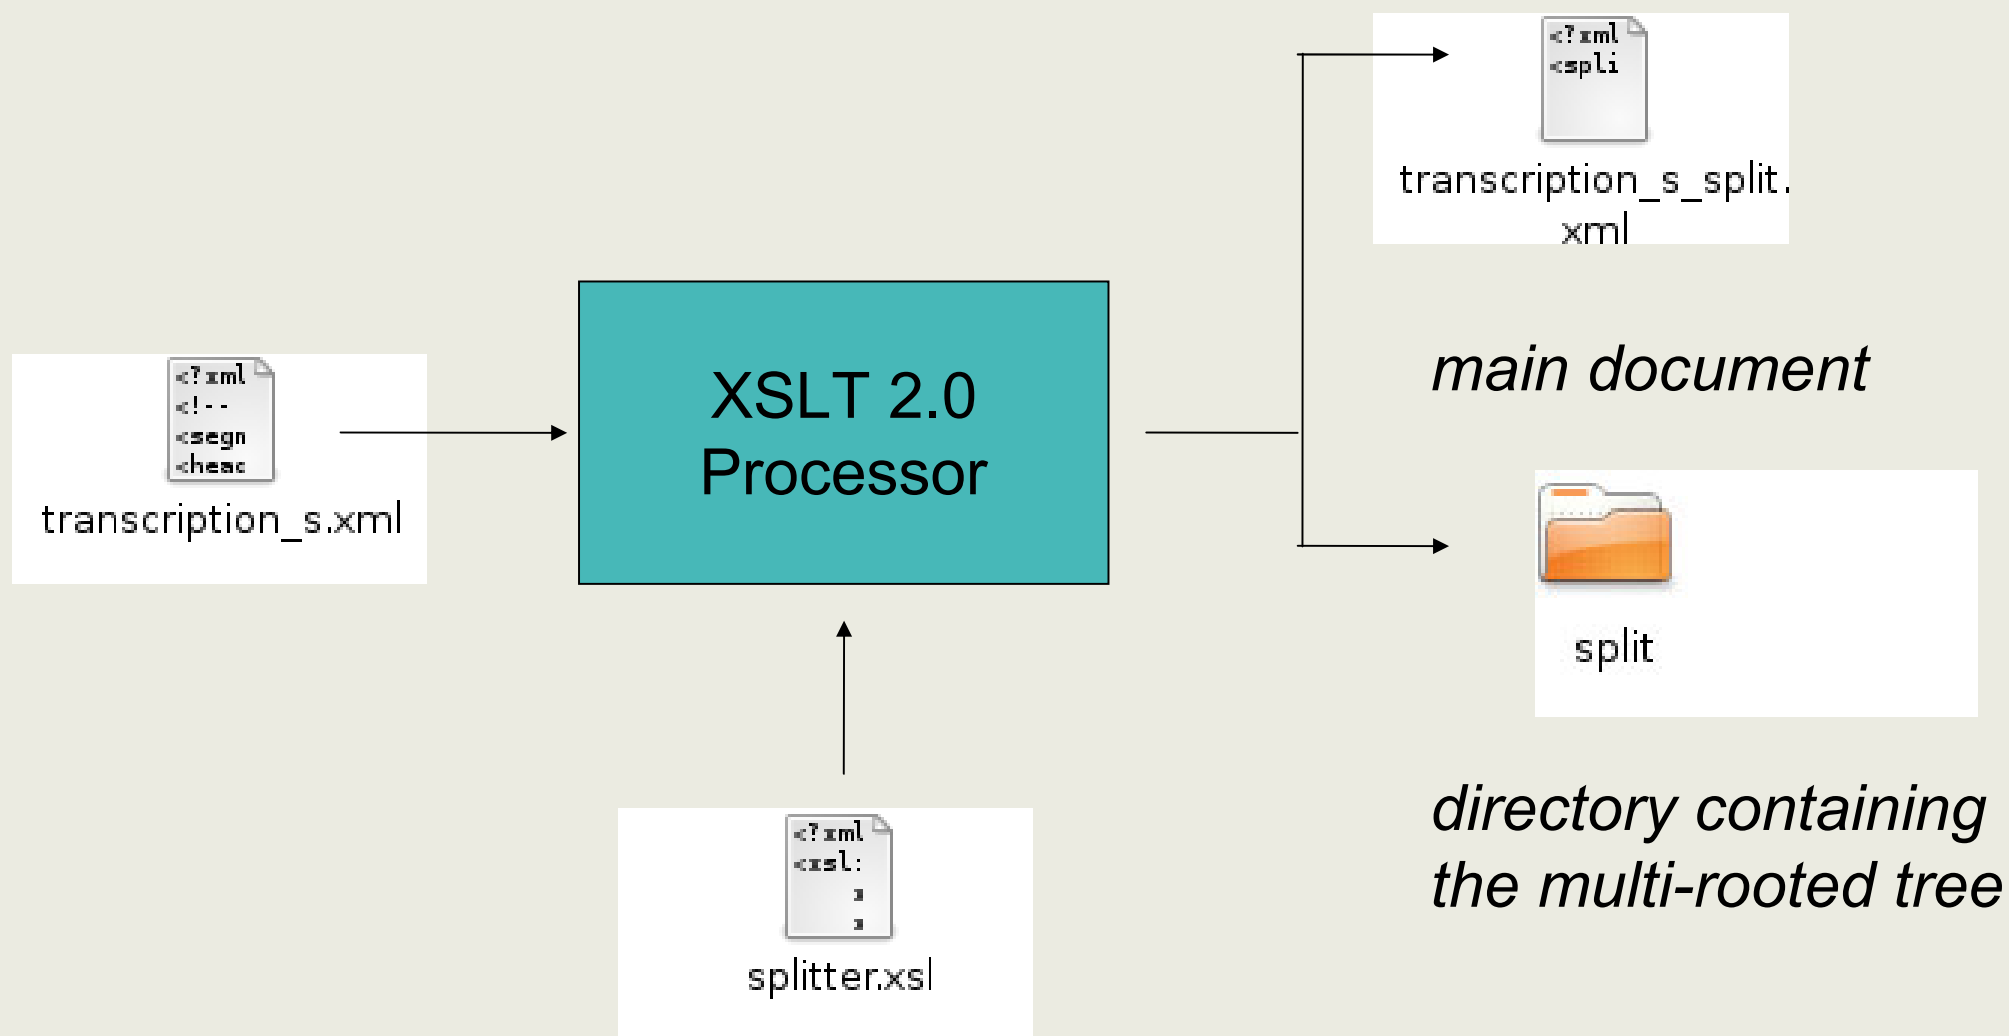 <?xml
<!--
<segn
<heac
transcription_s.xml
XSLT 2.0
Processor
<?xml
<xsl:
splitter.xsl
<?xml
<spli
transcription_s_split.
xml
main document
split
directory containing
the multi-rooted tree